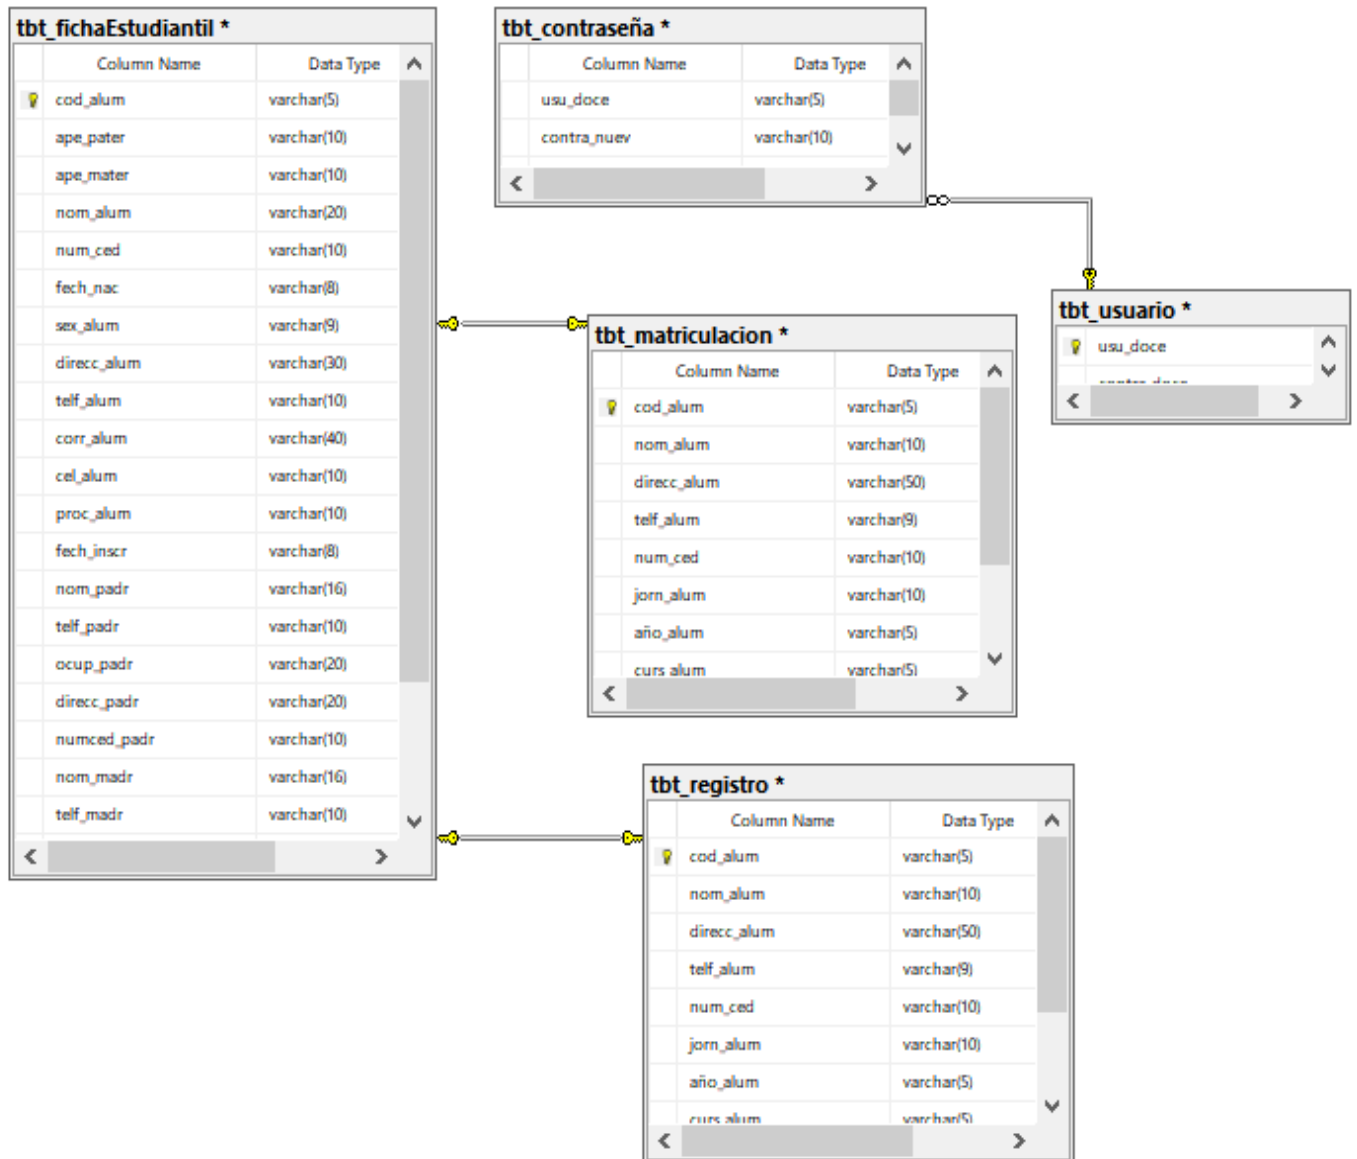 tbt_fichaEstudiantil *
Column Name Data Type
cod_alum varchar(5)
ape_pater varchar(10)
ape_mater varchar(10)
nom_alum varchar(20)
num_ced varchar(10)
fech_nac varchar(8)
sex_alum varchar(9)
direcc_alum varchar(30)
telf_alum varchar(10)
corr_alum varchar(40)
cel_alum varchar(10)
proc_alum varchar(10)
fech_inscr varchar(8)
nom_padr varchar(16)
telf_padr varchar(10)
ocup_padr varchar(20)
direcc_padr varchar(20)
numced_padr varchar(10)
nom_madr varchar(16)
telf_madr varchar(10)
tbt_contraseña *
Column Name Data Type
usu_doce varchar(5)
contra_nuev varchar(10)
tbt_usuario *
usu_doce
tbt_matriculacion *
Column Name Data Type
cod_alum varchar(5)
nom_alum varchar(10)
direcc_alum varchar(50)
telf_alum varchar(9)
num_ced varchar(10)
jorn_alum varchar(10)
año_alum varchar(5)
curs_alum varchar(5)
tbt_registro *
Column Name Data Type
cod_alum varchar(5)
nom_alum varchar(10)
direcc_alum varchar(50)
telf_alum varchar(9)
num_ced varchar(10)
jorn_alum varchar(10)
año_alum varchar(5)
curs_alum varchar(5)